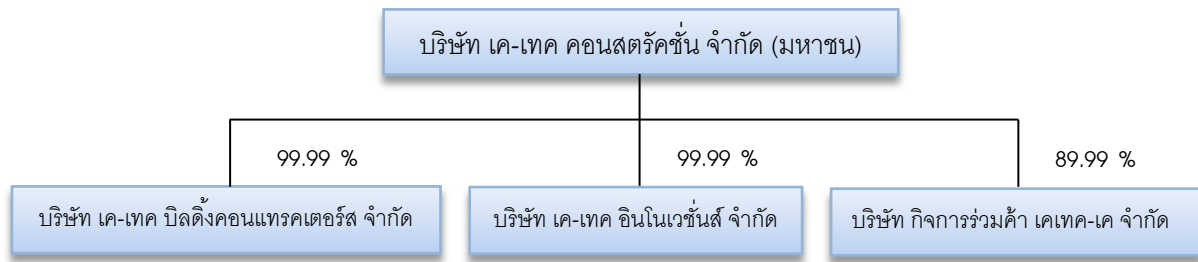 บริษัท เค-เทค คอนสตรัคชั่น จำกัด (มหาชน)
99.99 %
99.99 %
89.99 %
บริษัท เค-เทค บิลดิ้งคอนแทรคเตอร์ส จำกัด
บริษัท เค-เทค อินโนเวชั่นส์ จำกัด
บริษัท กิจการร่วมค้า เคเทค-เค จำกัด